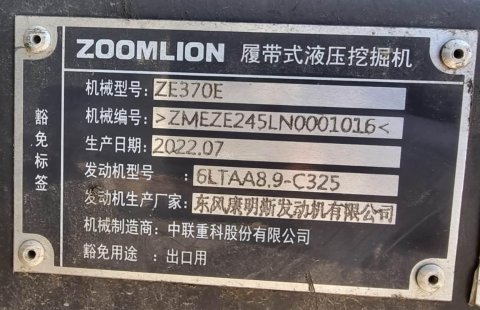 ZOOMLION 履带式液压挖掘机
豁免标签
机械型号: ZE370E
机械编号: >ZMEZE245LN0001016<
生产日期: 2022.07
发动机型号 : 6LTAA8.9-C325
发动机生产厂家: 东风康明斯发动机有限公司
机械制造商: 中联重科股份有限公司
豁免用途 : 出口用